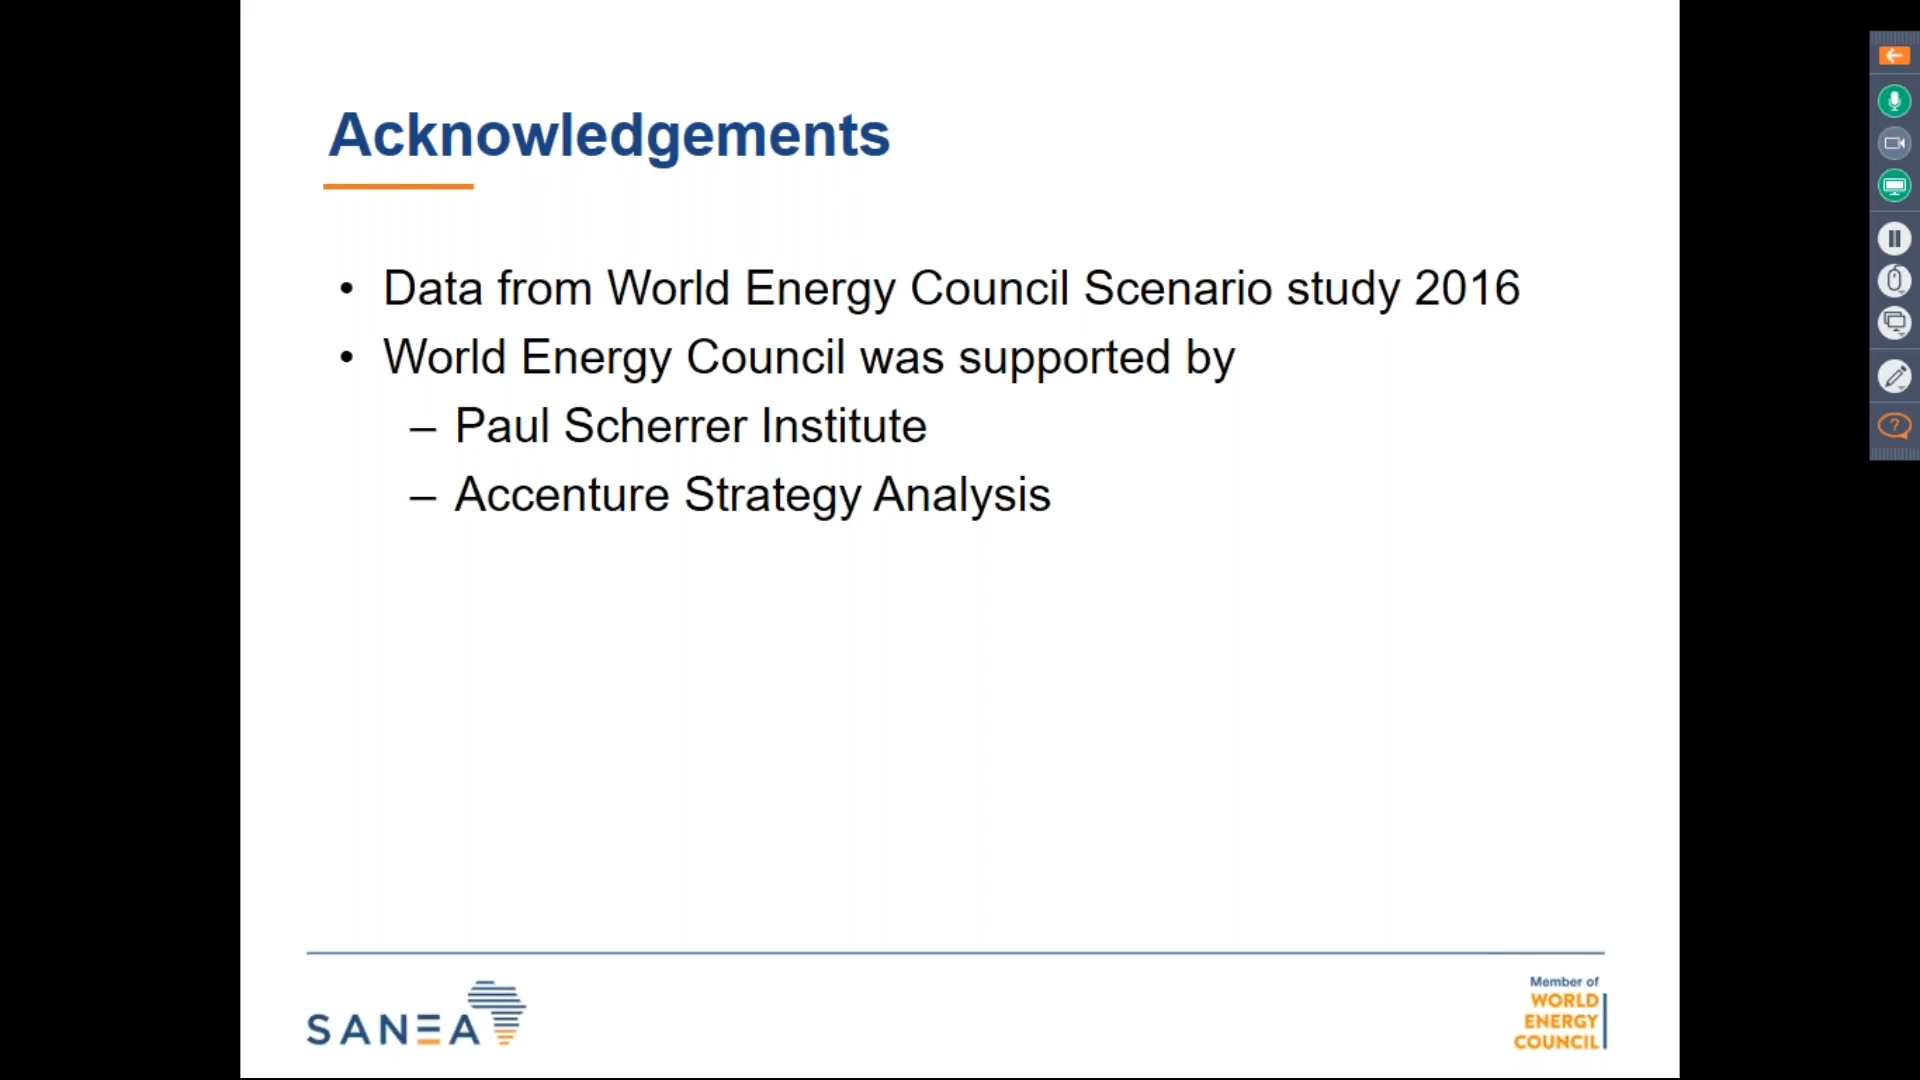 Acknowledgements
• Data from World Energy Council Scenario study 2016
• World Energy Council was supported by
– Paul Scherrer Institute
– Accenture Strategy Analysis
SANEA
Member of
WORLD
ENERGY
COUNCIL
?